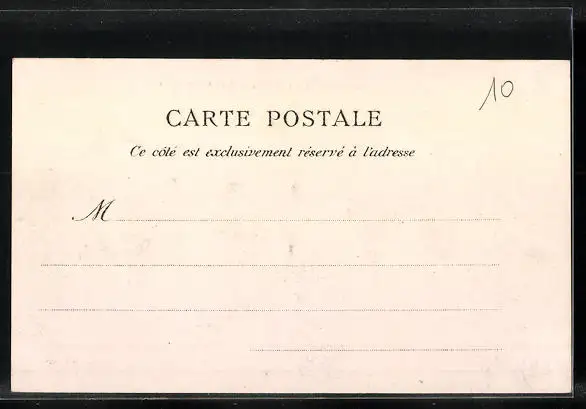 10
CARTE POSTALE
Ce côté est exclusivement réservé à l'adresse
M